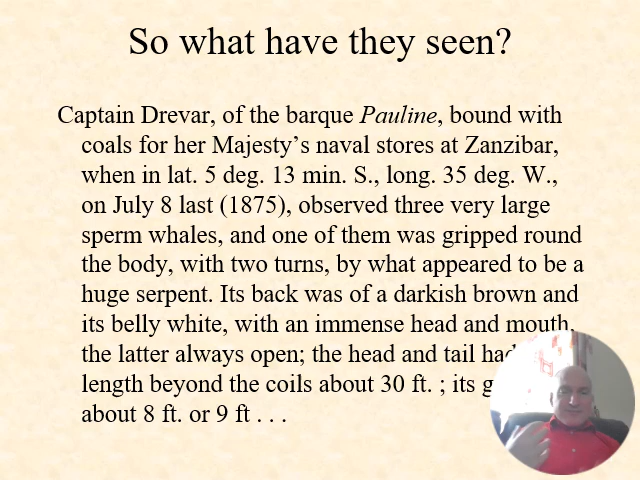 So what have they seen?
Captain Drevar, of the barque Pauline, bound with
coals for her Majesty’s naval stores at Zanzibar,
when in lat. 5 deg. 13 min. S., long. 35 deg. W.,
on July 8 last (1875), observed three very large
sperm whales, and one of them was gripped round
the body, with two turns, by what appeared to be a
huge serpent. Its back was of a darkish brown and
its belly white, with an immense head and mouth,
the latter always open; the head and tail had
length beyond the coils about 30 ft. ; its
about 8 ft. or 9 ft . . .